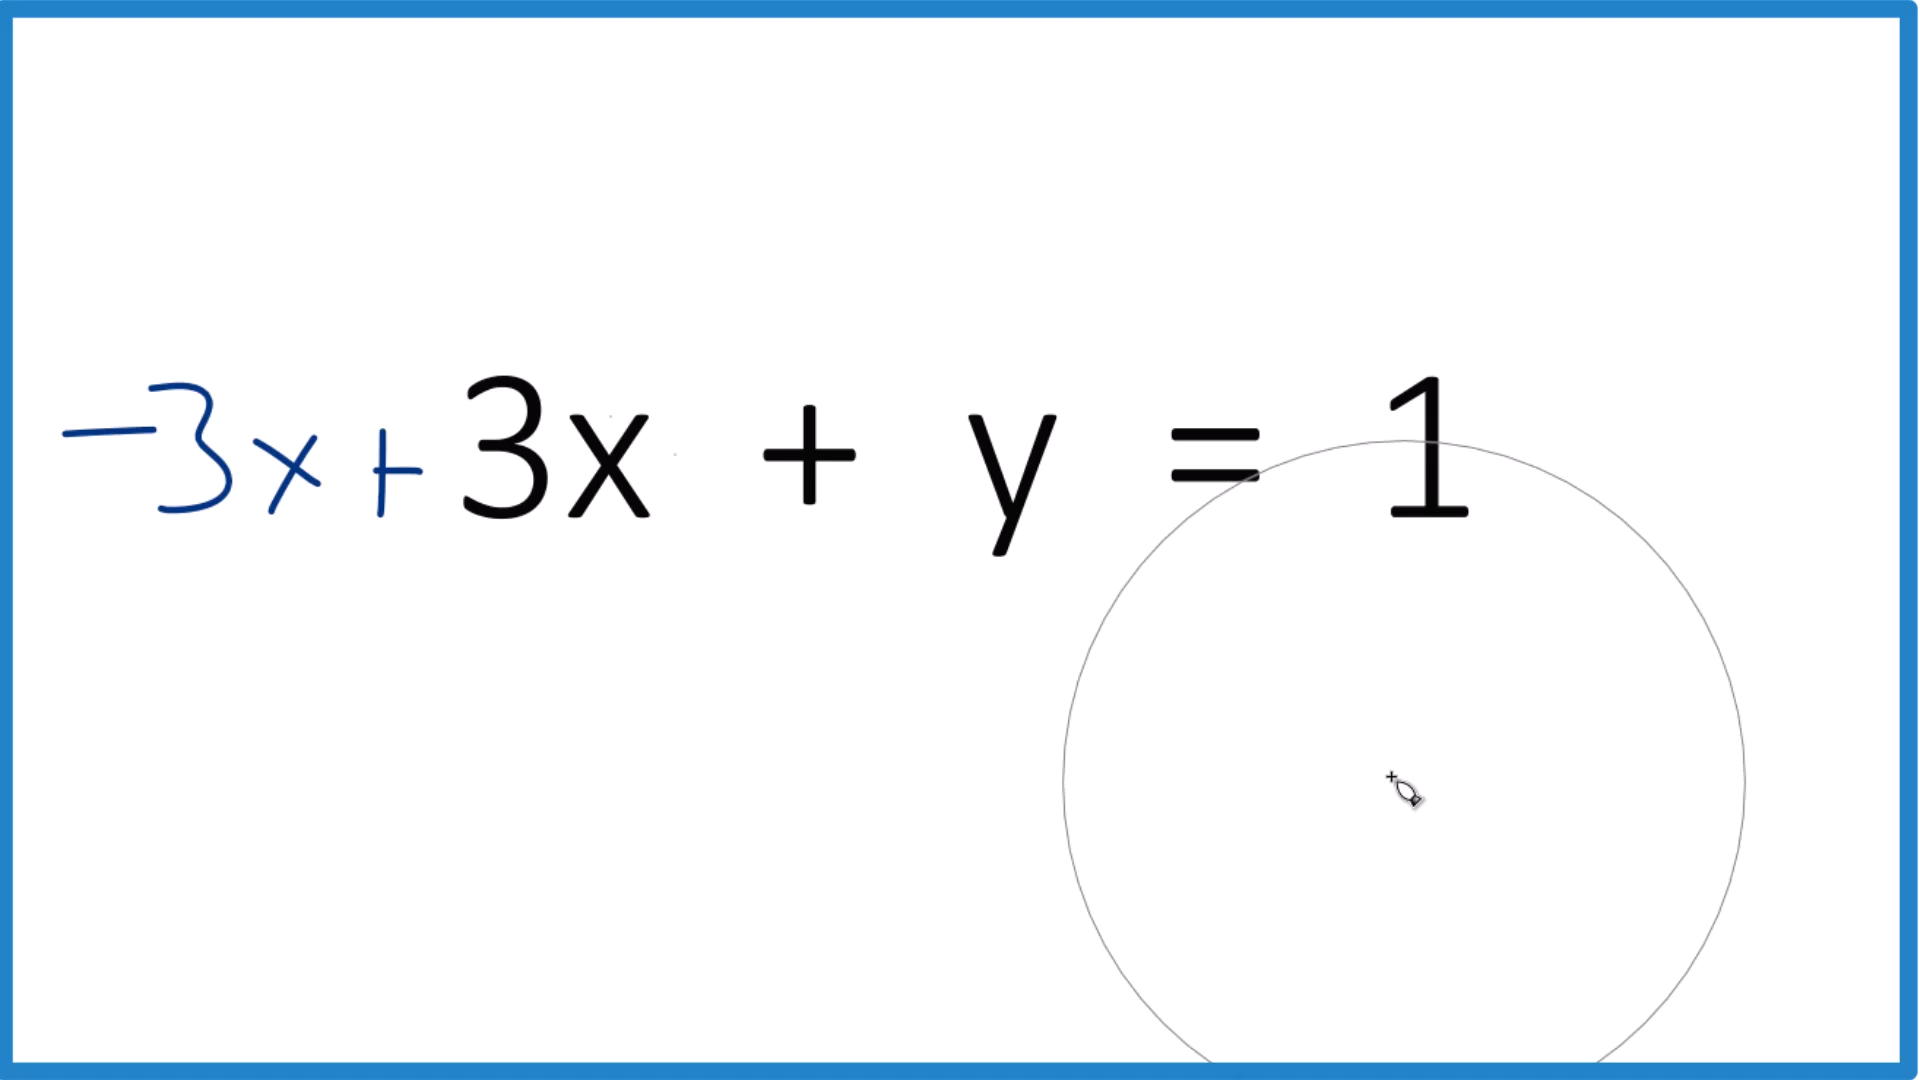 -3x+3x + y = 1